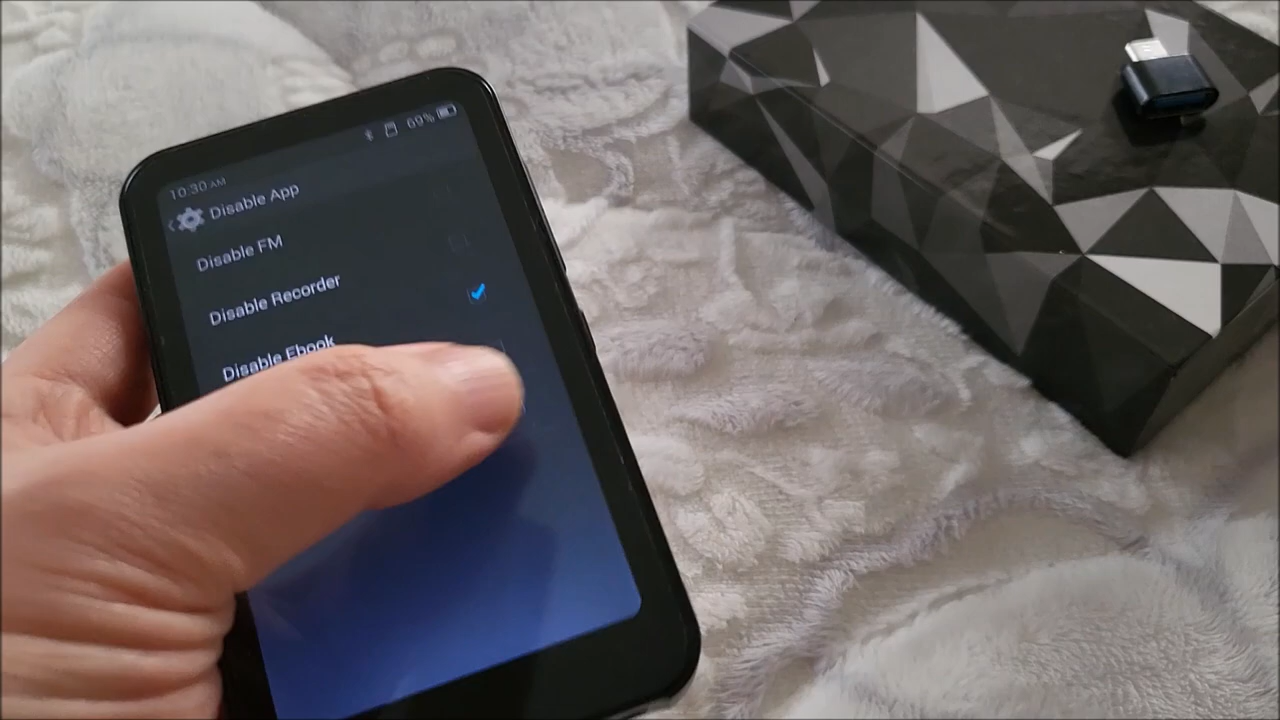 69%
10:30 AM
Disable App
Disable FM
Disable Recorder
Disable Ebook